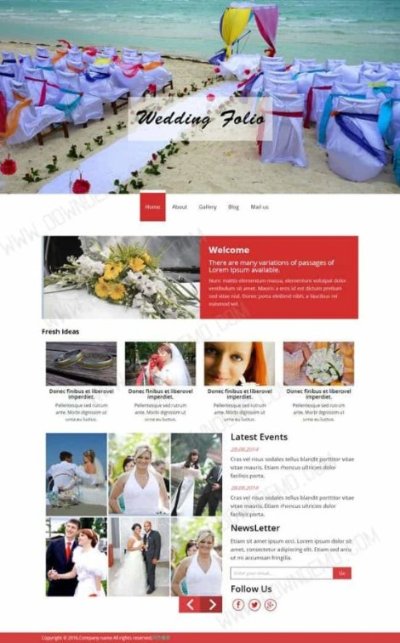 Wedding Folio
Home About Gallery Blog Mail us
Welcome
There are many variations of passages of
Lorem Ipsum available.
Nunc mattis elementum massa, elementum volutpat dolor
vestibulum sit amet. Mauris a eros id est dictum pretium
sed vitae nisl. Donec porta eleifend nibh, a faucibus mi
euismod vel.
Fresh Ideas
Donec finibus et liberovel
imperdiet.
Pellentesque sed rutrum
ante. Morbi dignissim ut
urna eu luctus.
Donec finibus et liberovel
imperdiet.
Pellentesque sed rutrum
ante. Morbi dignissim ut
urna eu luctus.
Donec finibus et liberovel
imperdiet.
Pellentesque sed rutrum
ante. Morbi dignissim ut
urna eu luctus.
Donec finibus et liberovel
imperdiet.
Pellentesque sed rutrum
ante. Morbi dignissim ut
urna eu luctus.
Latest Events
28.08.2014
Cras vel risus sodales tellus blandit porttitor vitae
vitae mauris. Etiam rhoncus ultricies dolor
facilisis porta.
28.08.2014
Cras vel risus sodales tellus blandit porttitor vitae
vitae mauris. Etiam rhoncus ultricies dolor
facilisis porta.
NewsLetter
Etiam sit amet ipsum orci. Lorem ipsum dolor sit
amet, consectetur adipiscing elit. Etiam sed arcu
ut mi accumsan fringilla.
Enter your email... Go
Follow Us
Copyright © 2016.Company name All rights reserved.